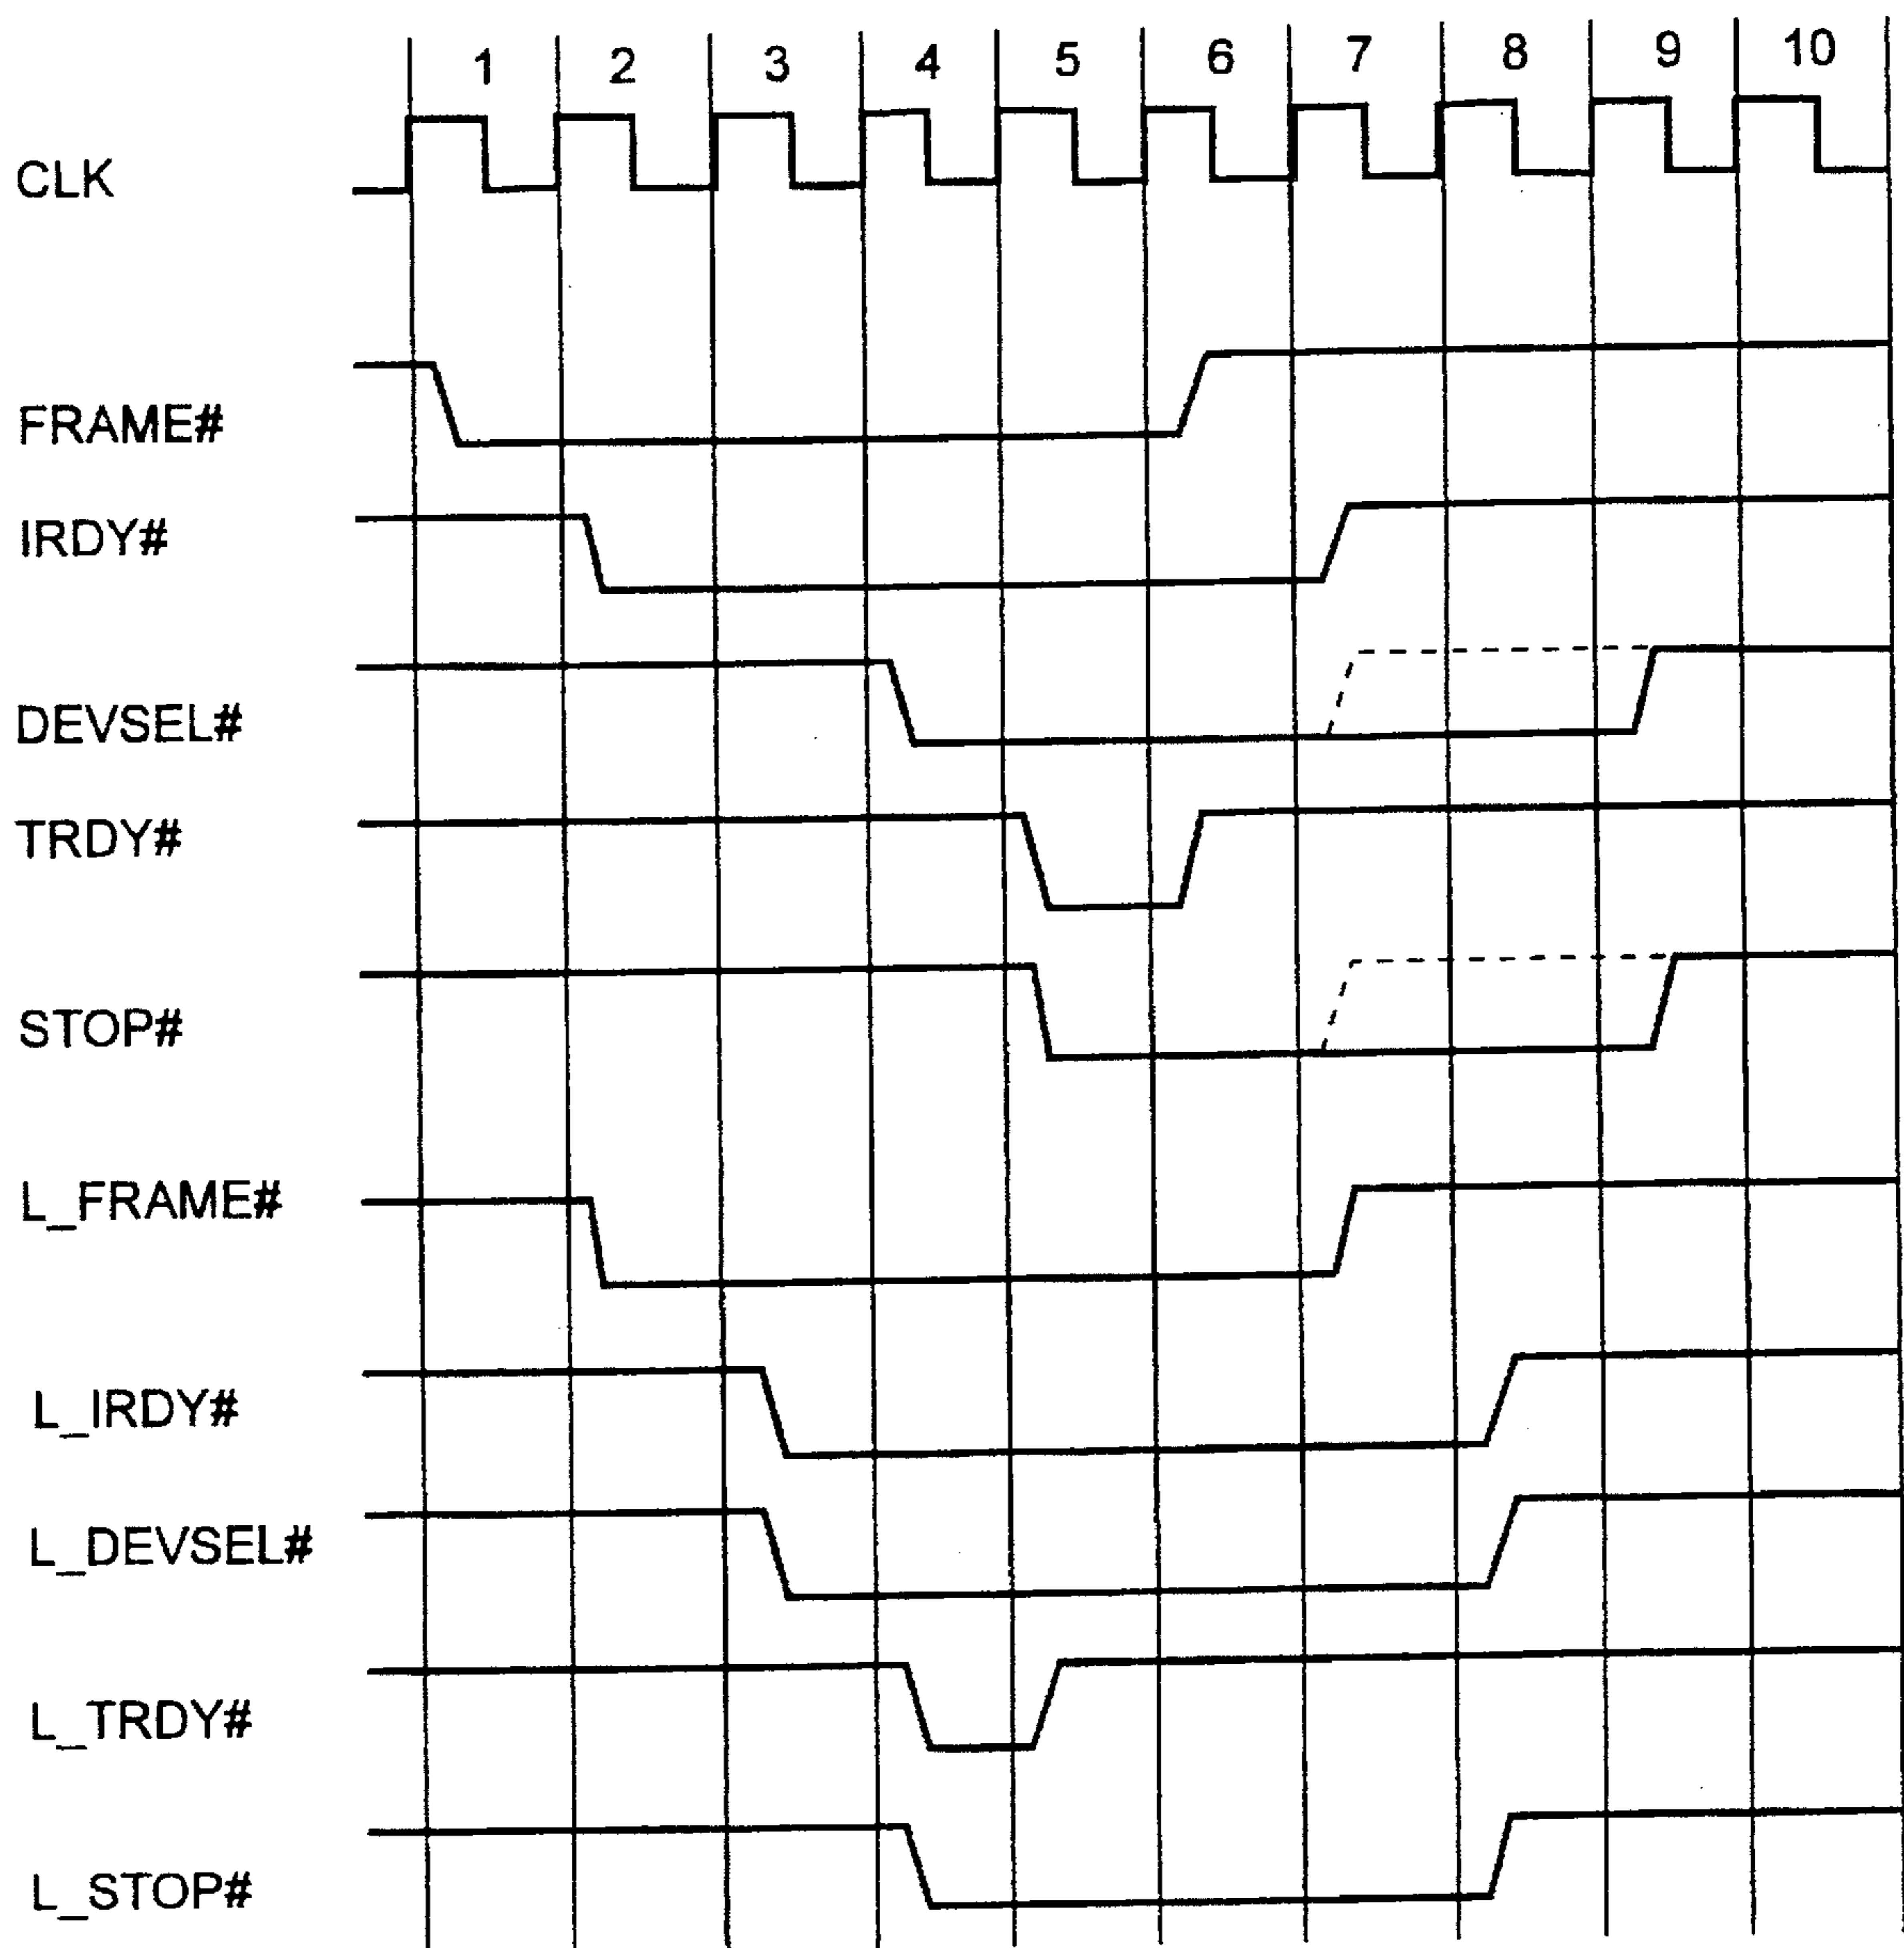 1 2 3 4 5 6 7 8 9 10
CLK
FRAME#
IRDY#
DEVSEL#
TRDY#
STOP#
L_FRAME#
L_IRDY#
L_DEVSEL#
L_TRDY#
L_STOP#